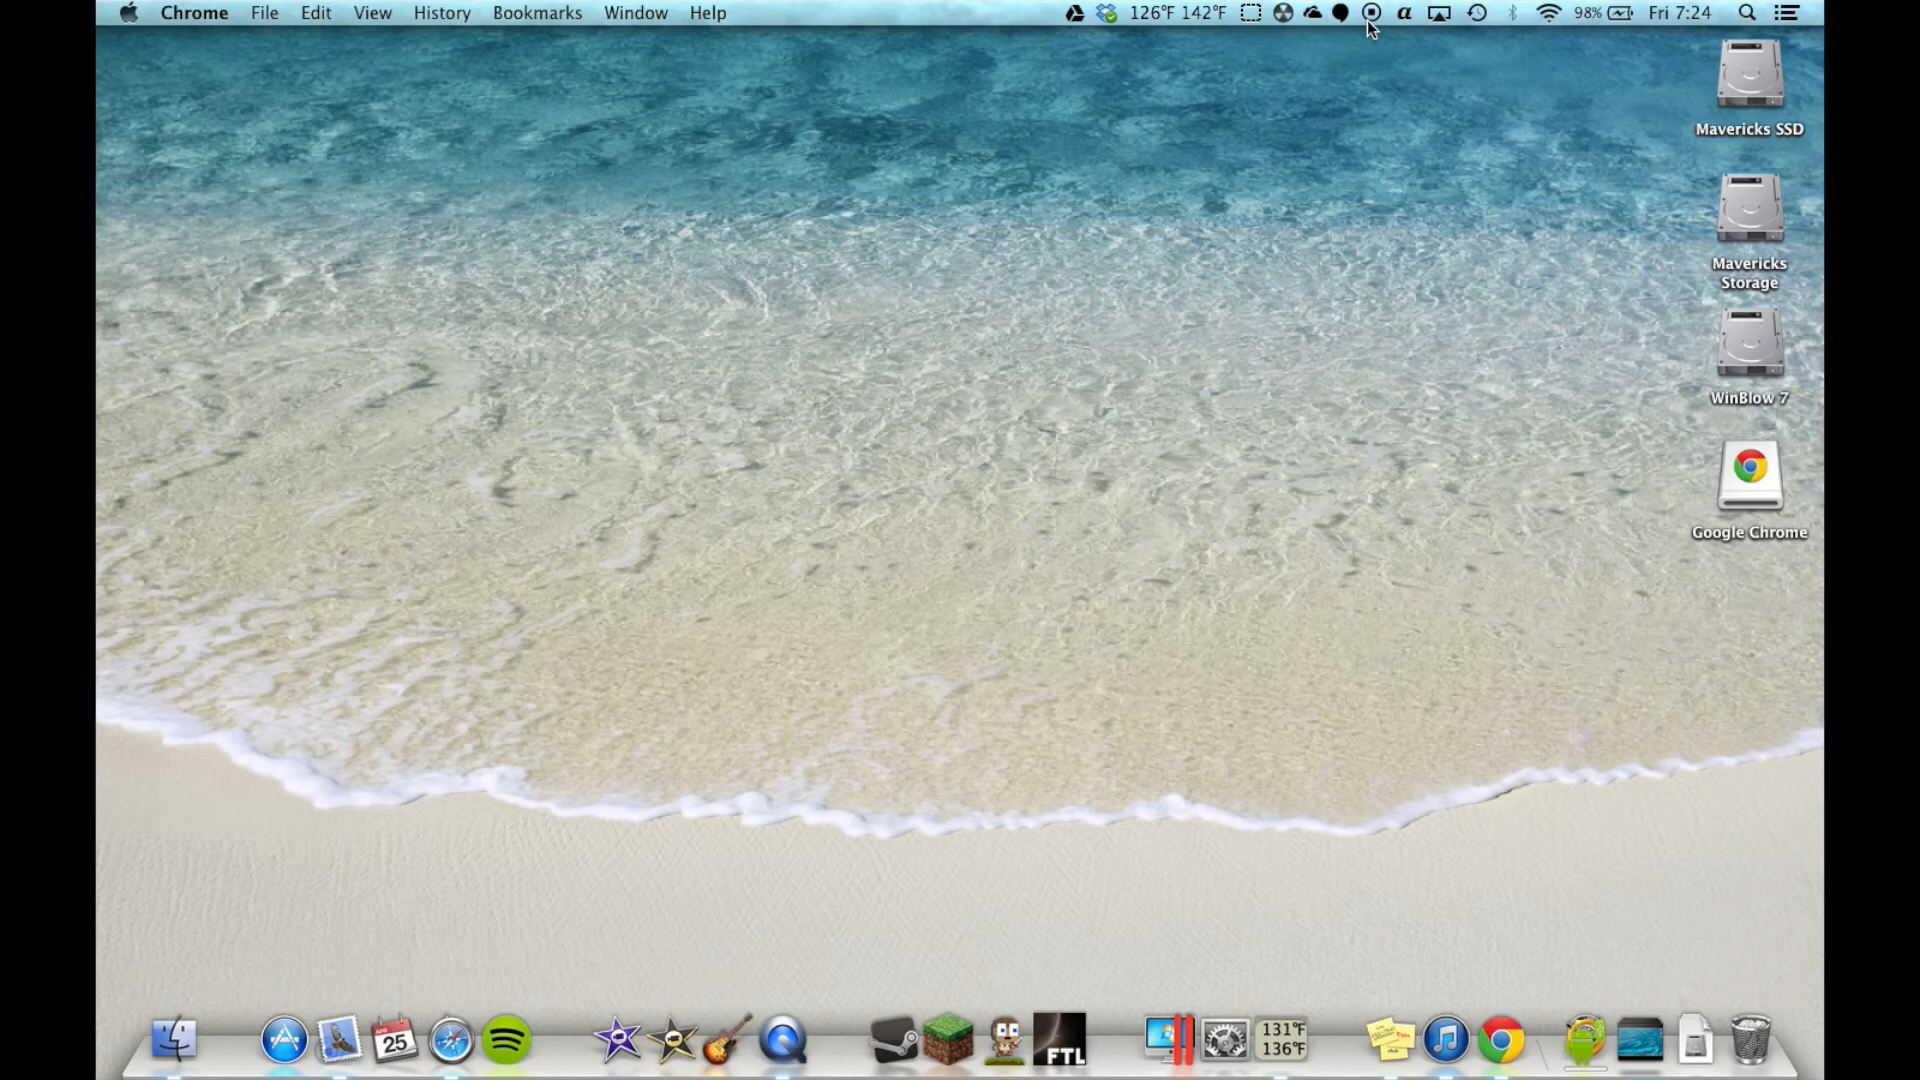 Chrome File Edit View History Bookmarks Window Help 126°F 142°F a 98% Fri 7:24
Mavericks SSD
Mavericks
Storage
WinBlow 7
Google Chrome
APR
25
FTL
131°F
136°F